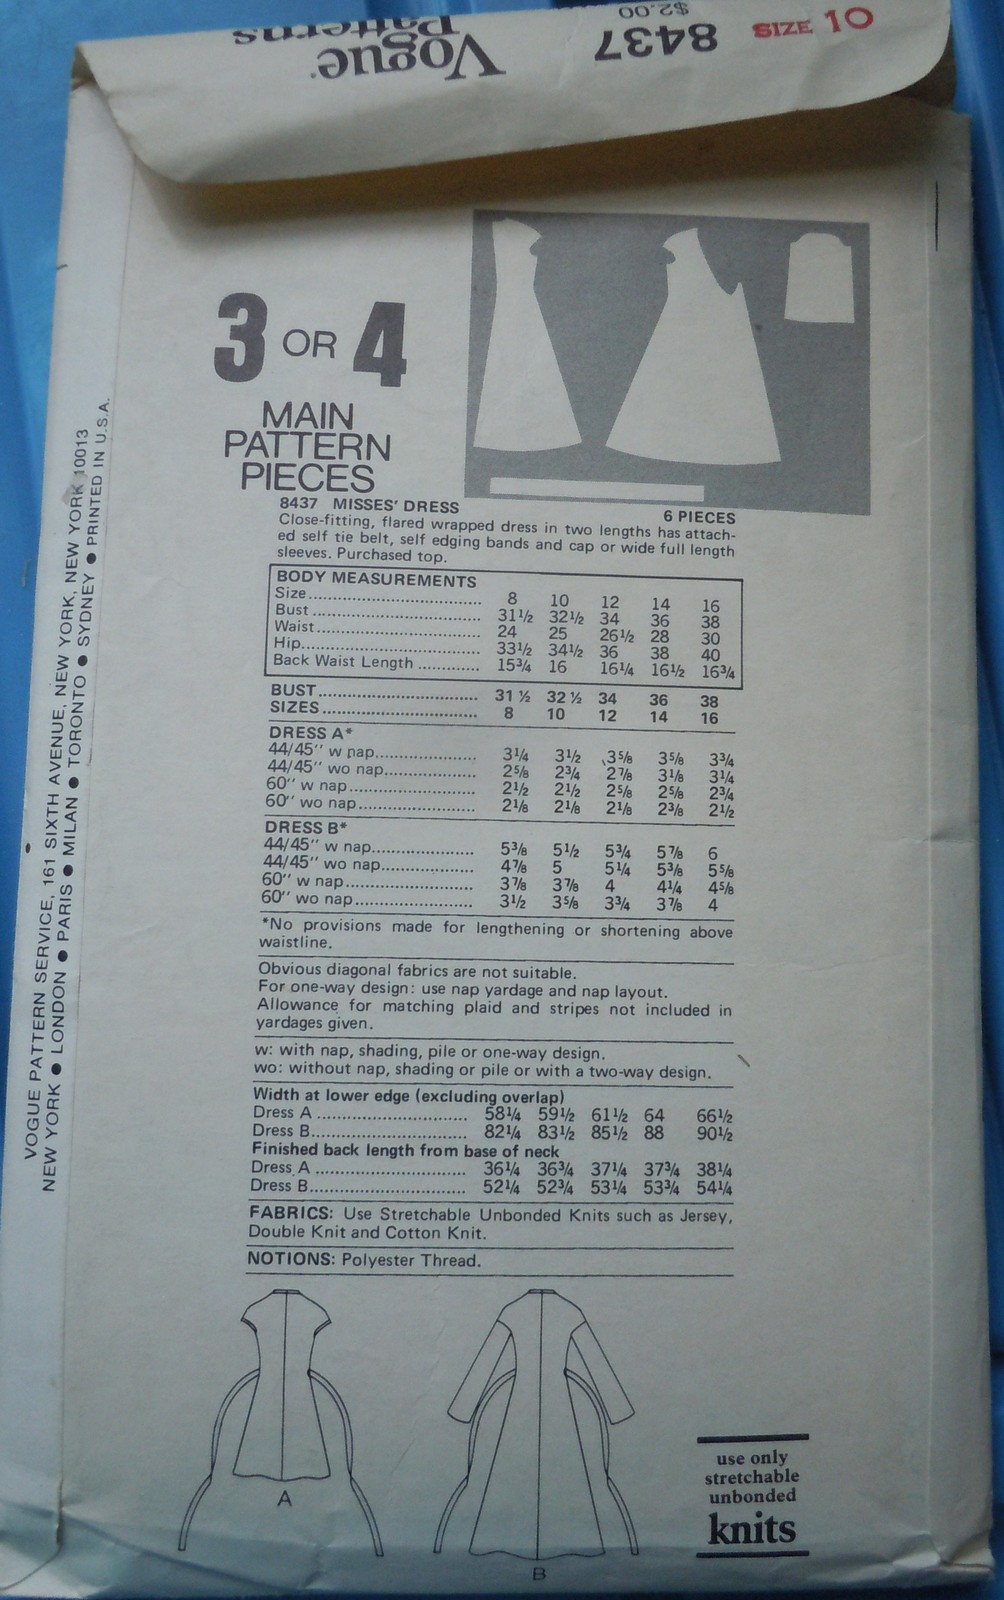 Vogue
Patterns
8437
$2.00
SIZE 10
3 OR 4
MAIN
PATTERN
PIECES
8437 MISSES' DRESS 6 PIECES
Close-fitting, flared wrapped dress in two lengths has attach-
ed self tie belt, self edging bands and cap or wide full length
sleeves. Purchased top.
BODY MEASUREMENTS
Size 8 10 12 14 16
Bust 31½ 32½ 34 36 38
Waist 24 25 26½ 28 30
Hip 33½ 34½ 36 38 40
Back Waist Length 15¾ 16 16¼ 16½ 16¾
BUST 31 ½ 32 ½ 34 36 38
SIZES 8 10 12 14 16
DRESS A*
44/45" w nap 3¼ 3½ 3⅝ 3⅝ 3¾
44/45" wo nap 2⅝ 2¾ 2⅞ 3⅛ 3¼
60" w nap 2½ 2½ 2⅝ 2⅝ 2¾
60" wo nap 2⅛ 2⅛ 2⅛ 2⅜ 2½
DRESS B*
44/45" w nap 5⅜ 5½ 5¾ 5⅞ 6
44/45" wo nap 4⅞ 5 5¼ 5⅜ 5⅝
60" w nap 3⅞ 3⅞ 4 4¼ 4⅝
60" wo nap 3½ 3⅝ 3¾ 3⅞ 4
*No provisions made for lengthening or shortening above
waistline.
Obvious diagonal fabrics are not suitable.
For one-way design: use nap yardage and nap layout.
Allowance for matching plaid and stripes not included in
yardages given.
w: with nap, shading, pile or one-way design.
wo: without nap, shading or pile or with a two-way design.
Width at lower edge (excluding overlap)
Dress A 58¼ 59½ 61½ 64 66½
Dress B 82¼ 83½ 85½ 88 90½
Finished back length from base of neck
Dress A 36¼ 36¾ 37¼ 37¾ 38¼
Dress B 52¼ 52¾ 53¼ 53¾ 54¼
FABRICS: Use Stretchable Unbonded Knits such as Jersey,
Double Knit and Cotton Knit.
NOTIONS: Polyester Thread.
A
B
use only
stretchable
unbonded
knits
VOGUE PATTERN SERVICE, 161 SIXTH AVENUE, NEW YORK, NEW YORK 10013
NEW YORK ● LONDON ● PARIS ● MILAN ● TORONTO ● SYDNEY ● PRINTED IN U.S.A.